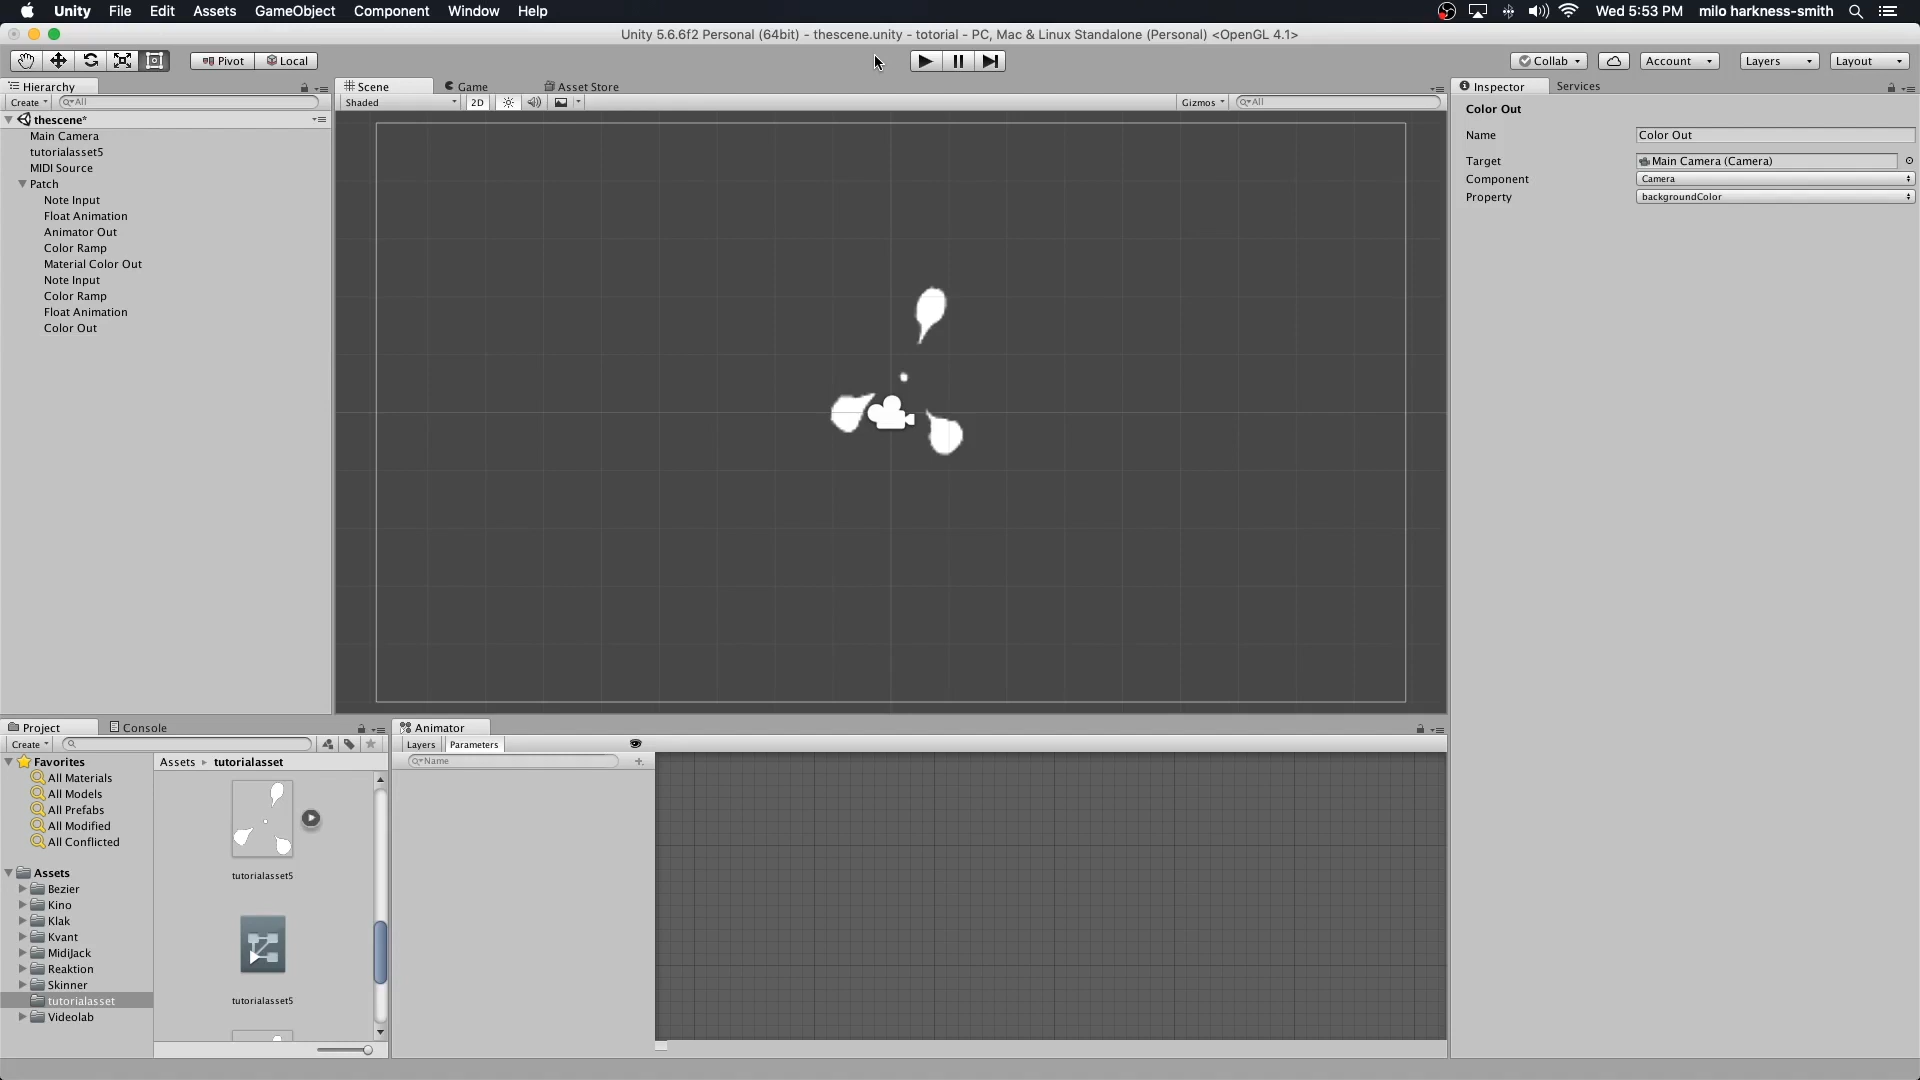 Unity File Edit Assets GameObject Component Window Help Wed 5:53 PM milo harkness-smith
Unity 5.6.6f2 Personal (64bit) - thescene.unity - totorial - PC, Mac & Linux Standalone (Personal) <OpenGL 4.1>
Pivot Local Collab Account Layers Layout
Hierarchy Scene Game Asset Store Inspector Services
Create All Shaded 2D Gizmos All
Color Out
thescene*
Main Camera
Name Color Out
tutorialasset5
Target Main Camera (Camera)
MIDI Source
Component Camera
Patch
Property backgroundColor
Note Input
Float Animation
Animator Out
Color Ramp
Material Color Out
Note Input
Color Ramp
Float Animation
Color Out
Project Console Animator
Create Layers Parameters
Favorites Assets tutorialasset Name
All Materials
All Models
All Prefabs
All Modified
All Conflicted
Assets tutorialasset5
Bezier
Kino
Klak
Kvant
MidiJack
Reaktion
Skinner
tutorialasset tutorialasset5
Videolab